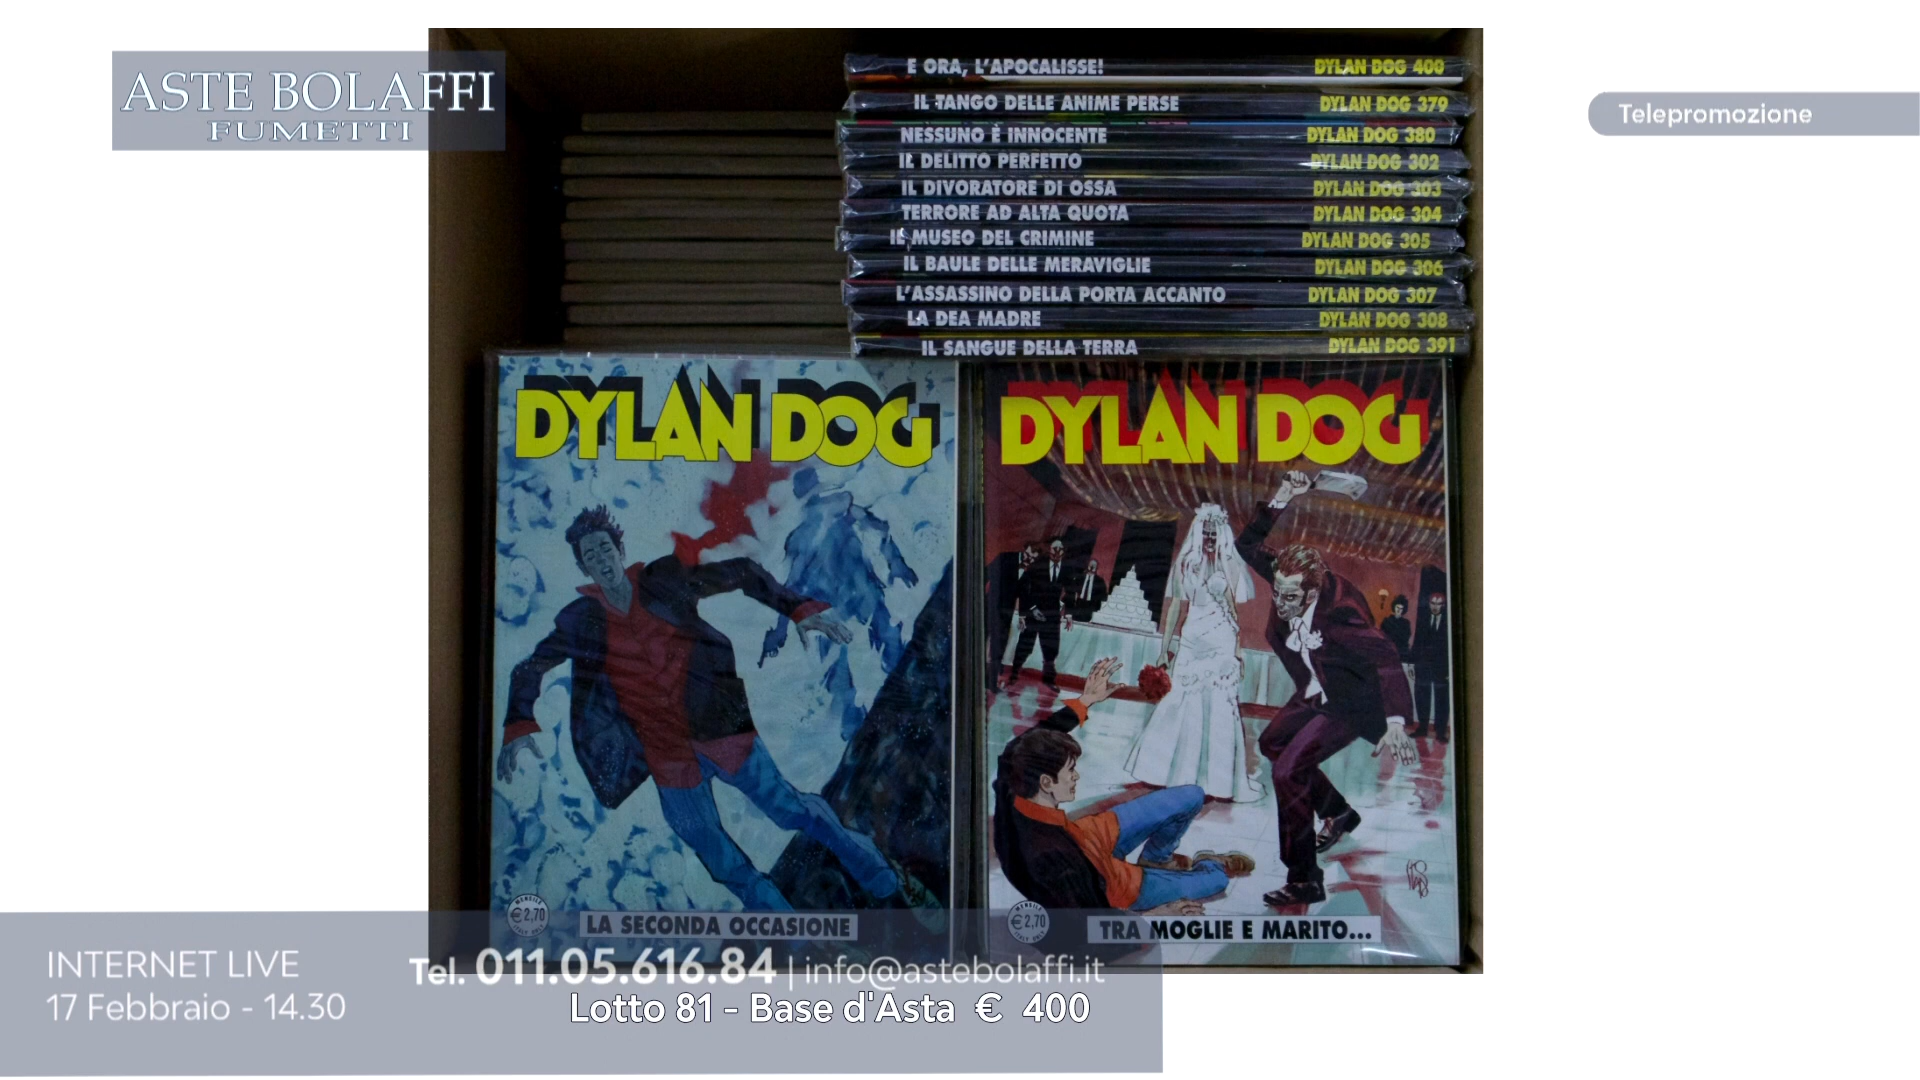 ASTE BOLAFFI
FUMETTI
Telepromozione
E ORA, L'APOCALISSE! DYLAN DOG 400
IL TANGO DELLE ANIME PERSE DYLAN DOG 379
NESSUNO È INNOCENTE DYLAN DOG 380
IL DELITTO PERFETTO DYLAN DOG 302
IL DIVORATORE DI OSSA DYLAN DOG 303
TERRORE AD ALTA QUOTA DYLAN DOG 304
IL MUSEO DEL CRIMINE DYLAN DOG 305
IL BAULE DELLE MERAVIGLIE DYLAN DOG 306
L'ASSASSINO DELLA PORTA ACCANTO DYLAN DOG 307
LA DEA MADRE DYLAN DOG 308
IL SANGUE DELLA TERRA DYLAN DOG 391
DYLAN DOG
MENSILE
€ 2,70
LA SECONDA OCCASIONE
DYLAN DOG
MENSILE
€ 2,70
TRA MOGLIE E MARITO...
INTERNET LIVE
17 Febbraio - 14.30
Tel. 011.05.616.84 | info@astebolaffi.it
Lotto 81 - Base d'Asta € 400